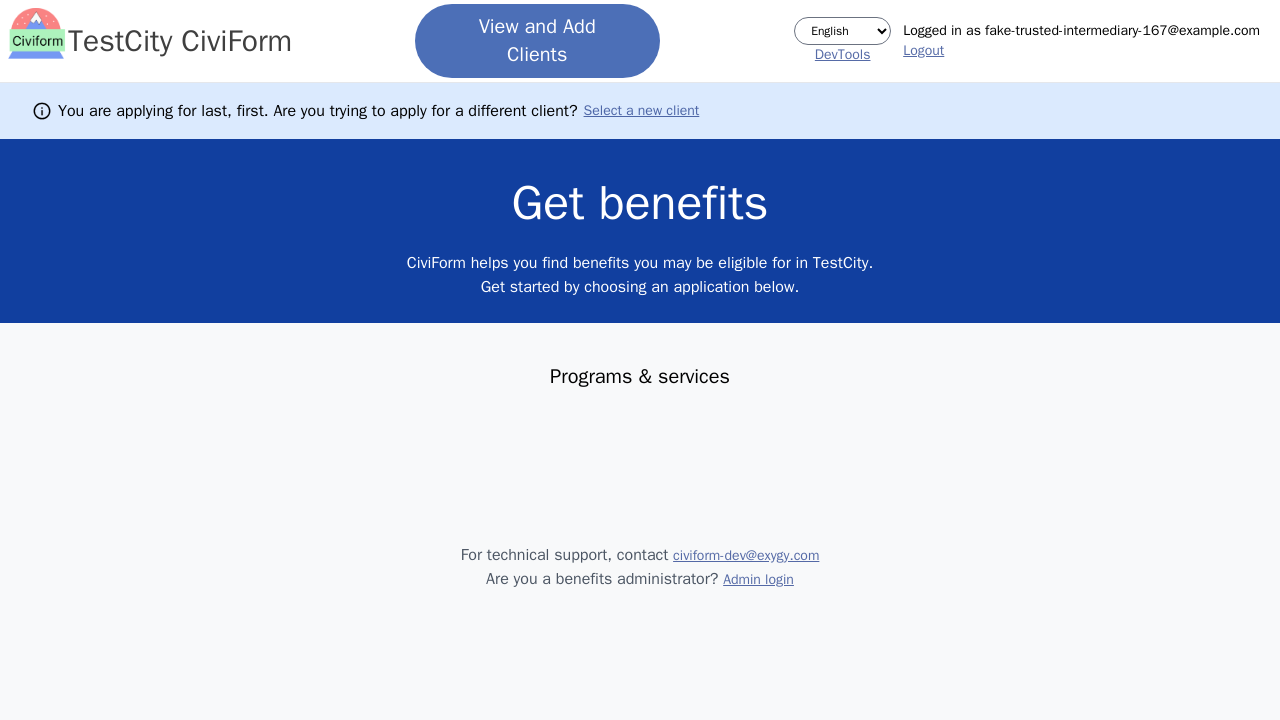 Civiform
TestCity CiviForm
View and Add
Clients
English
DevTools
Logged in as fake-trusted-intermediary-167@example.com
Logout
You are applying for last, first. Are you trying to apply for a different client? Select a new client
Get benefits
CiviForm helps you find benefits you may be eligible for in TestCity.
Get started by choosing an application below.
Programs & services
For technical support, contact civiform-dev@exygy.com
Are you a benefits administrator? Admin login